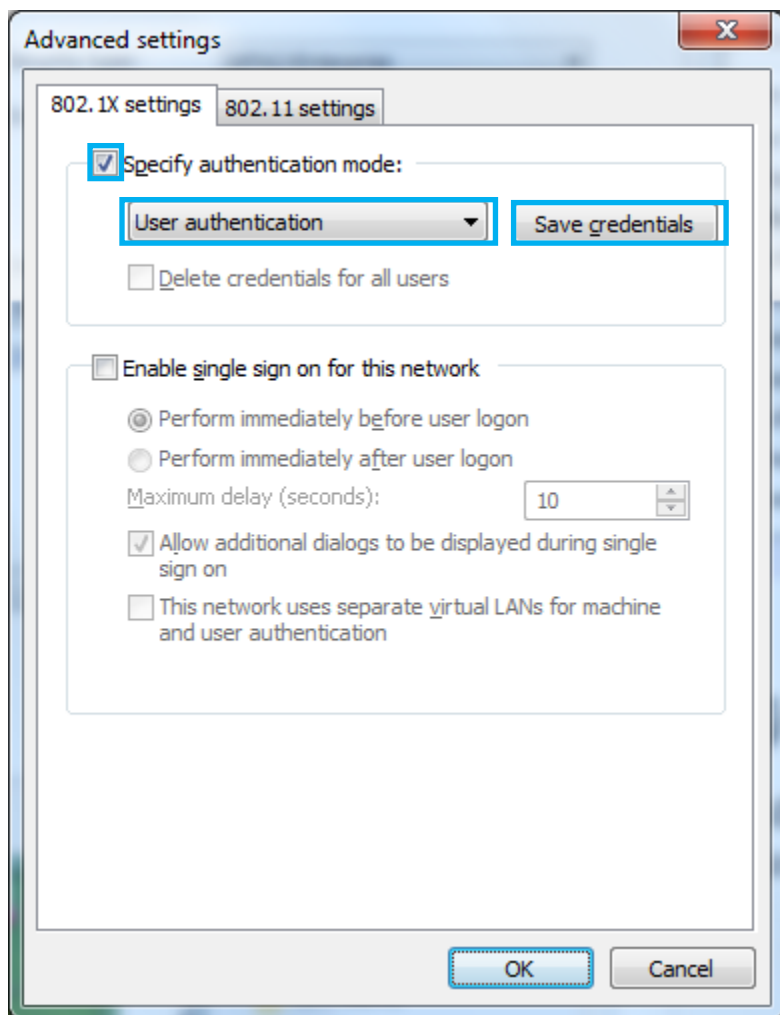 Advanced settings
802.1X settings
802.11 settings
Specify authentication mode:
User authentication
Save credentials
Delete credentials for all users
Enable single sign on for this network
Perform immediately before user logon
Perform immediately after user logon
Maximum delay (seconds):
10
Allow additional dialogs to be displayed during single
sign on
This network uses separate virtual LANs for machine
and user authentication
OK
Cancel